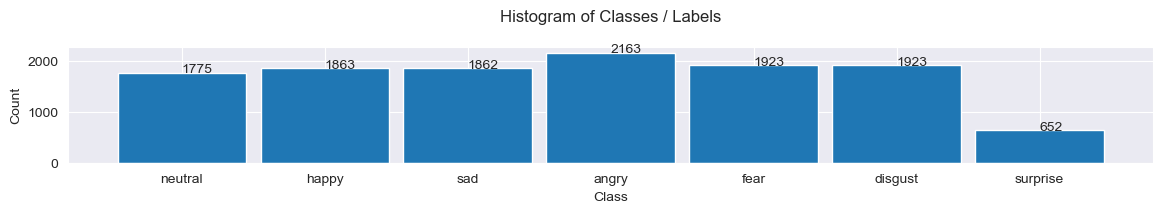 Histogram of Classes / Labels
2163
2000
1775
1863
1862
1923
1923
Count
1000
652
0
neutral
happy
sad
angry
fear
disgust
surprise
Class